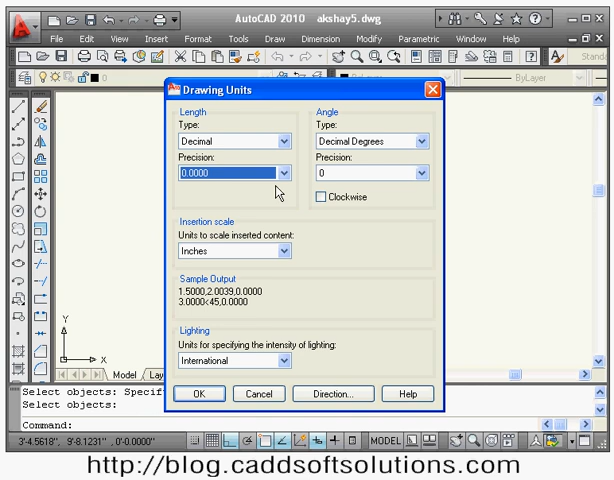 AutoCAD 2010 akshay5.dwg
File Edit View Insert Format Tools Draw Dimension Modify Parametric Window Help
0 ByLayer ByLayer
Drawing Units
Length Angle
Type: Type:
Decimal Decimal Degrees
Precision: Precision:
0.0000 0
Clockwise
Insertion scale
Units to scale inserted content:
Inches
Sample Output
1.5000,2.0039,0.0000
3.0000<45,0.0000
Lighting
Units for specifying the intensity of lighting:
International
Y
X
Model Lay
OK Cancel Direction... Help
Select objects: Specif
Select objects:
Command:
3'-4.5618", 9'-8.1231" , 0'-0.0000" MODEL
http://blog.caddsoftsolutions.com